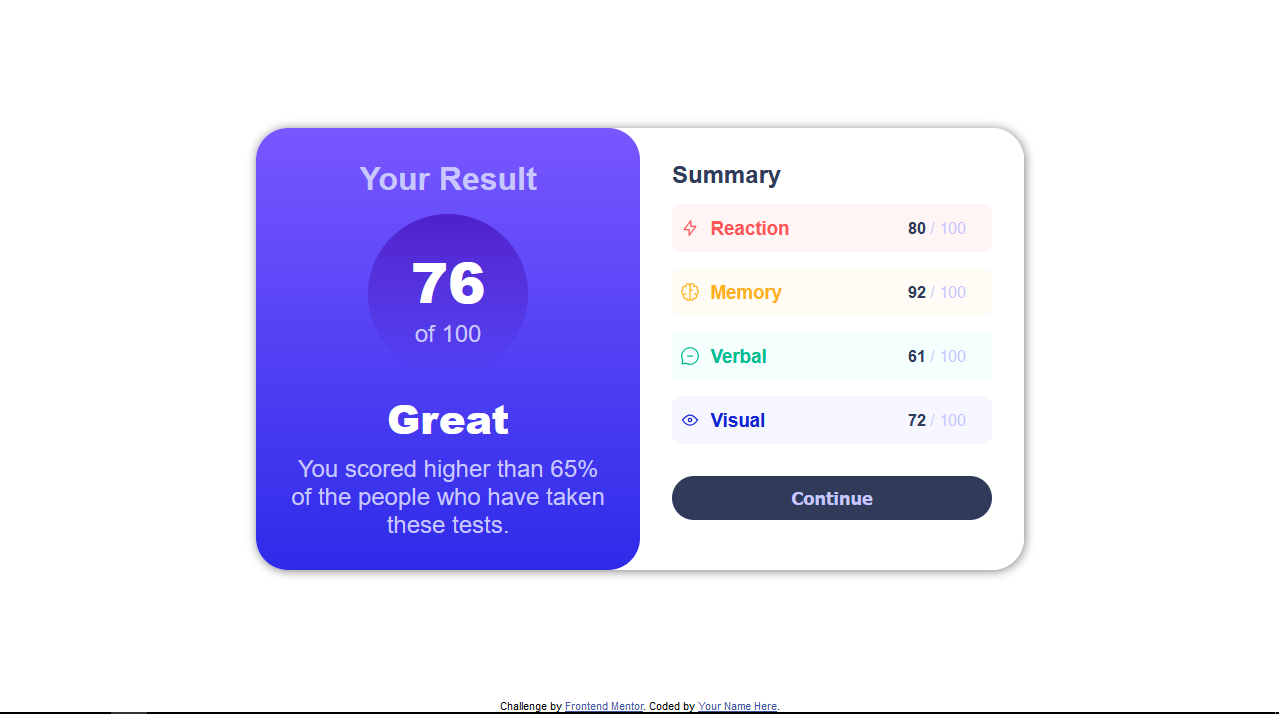 Your Result
76
of 100
Great
You scored higher than 65%
of the people who have taken
these tests.
Summary
Reaction 80 / 100
Memory 92 / 100
Verbal 61 / 100
Visual 72 / 100
Continue
Challenge by Frontend Mentor. Coded by Your Name Here.